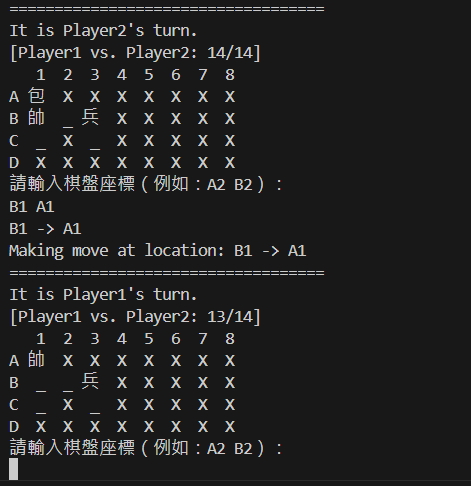 ===================================
It is Player2's turn.
[Player1 vs. Player2: 14/14]
   1  2  3  4  5  6  7  8
A 包  X  X  X  X  X  X  X
B 帥  _ 兵  X  X  X  X  X
C  _  X  _  X  X  X  X  X
D  X  X  X  X  X  X  X  X
請輸入棋盤座標(例如:A2 B2):
B1 A1
B1 -> A1
Making move at location: B1 -> A1
===================================
It is Player1's turn.
[Player1 vs. Player2: 13/14]
   1  2  3  4  5  6  7  8
A 帥  X  X  X  X  X  X  X
B  _  _ 兵  X  X  X  X  X
C  _  X  _  X  X  X  X  X
D  X  X  X  X  X  X  X  X
請輸入棋盤座標(例如:A2 B2):